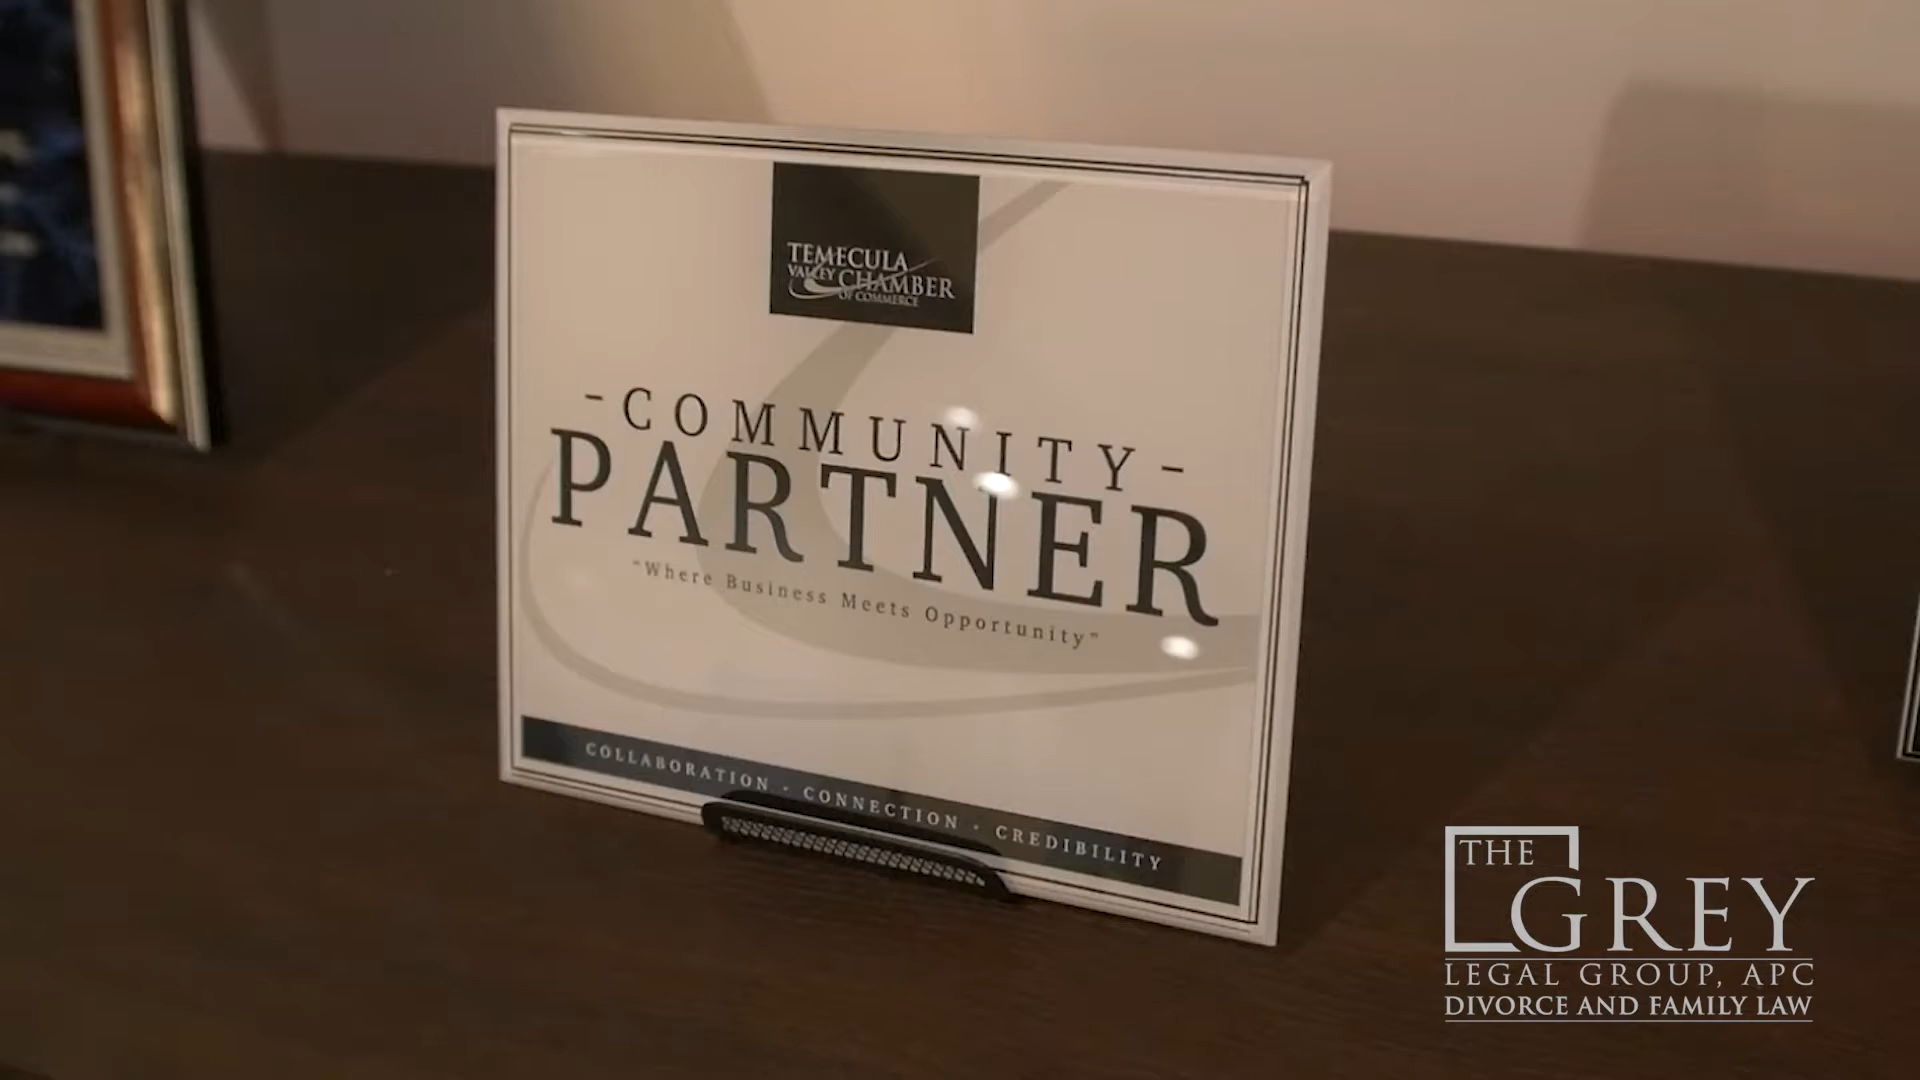 TEMECULA
VALLEY CHAMBER
OF COMMERCE
-COMMUNITY-
PARTNER
"Where Business Meets Opportunity"
COLLABORATION - CONNECTION - CREDIBILITY
THE
GREY
LEGAL GROUP, APC
DIVORCE AND FAMILY LAW